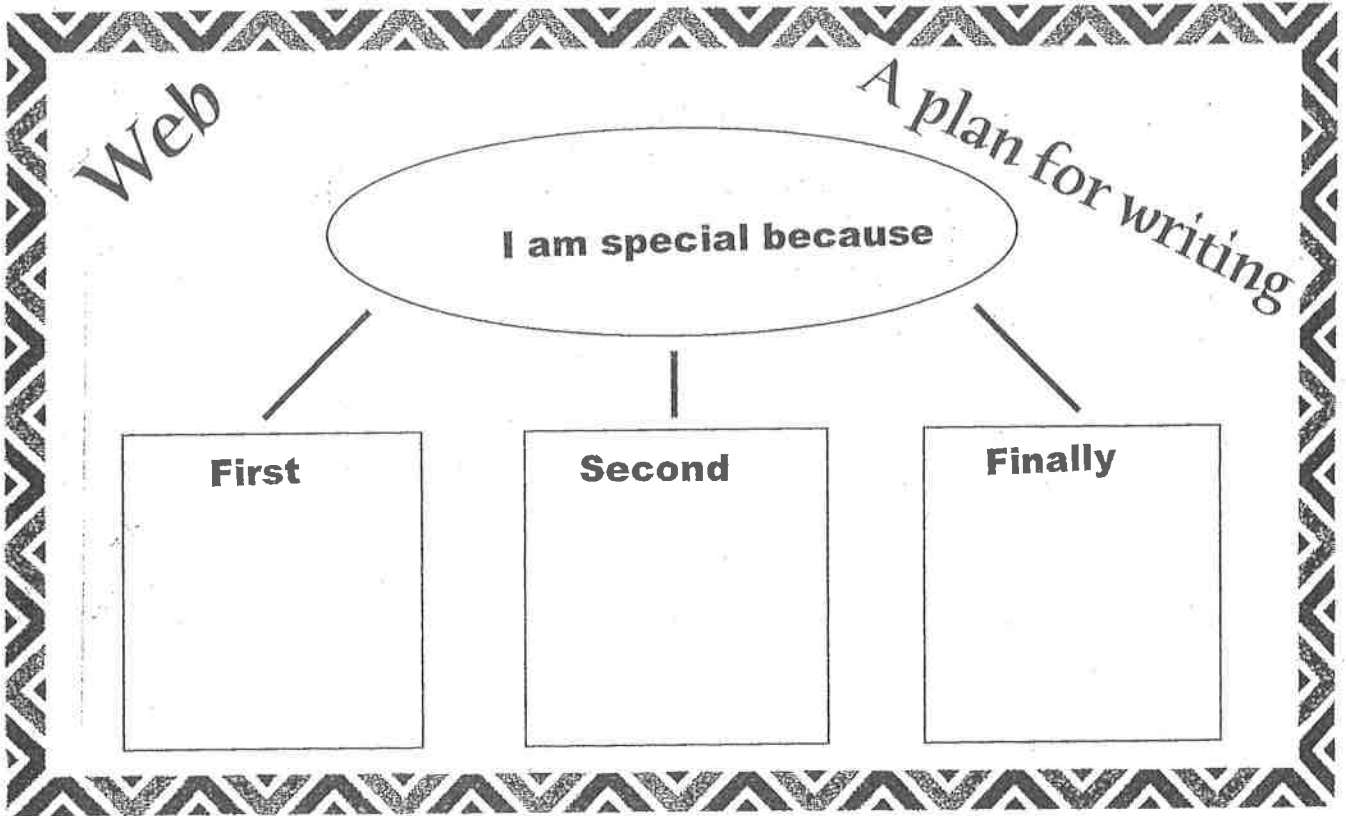 Web
A plan for writing
I am special because
First
Second
Finally